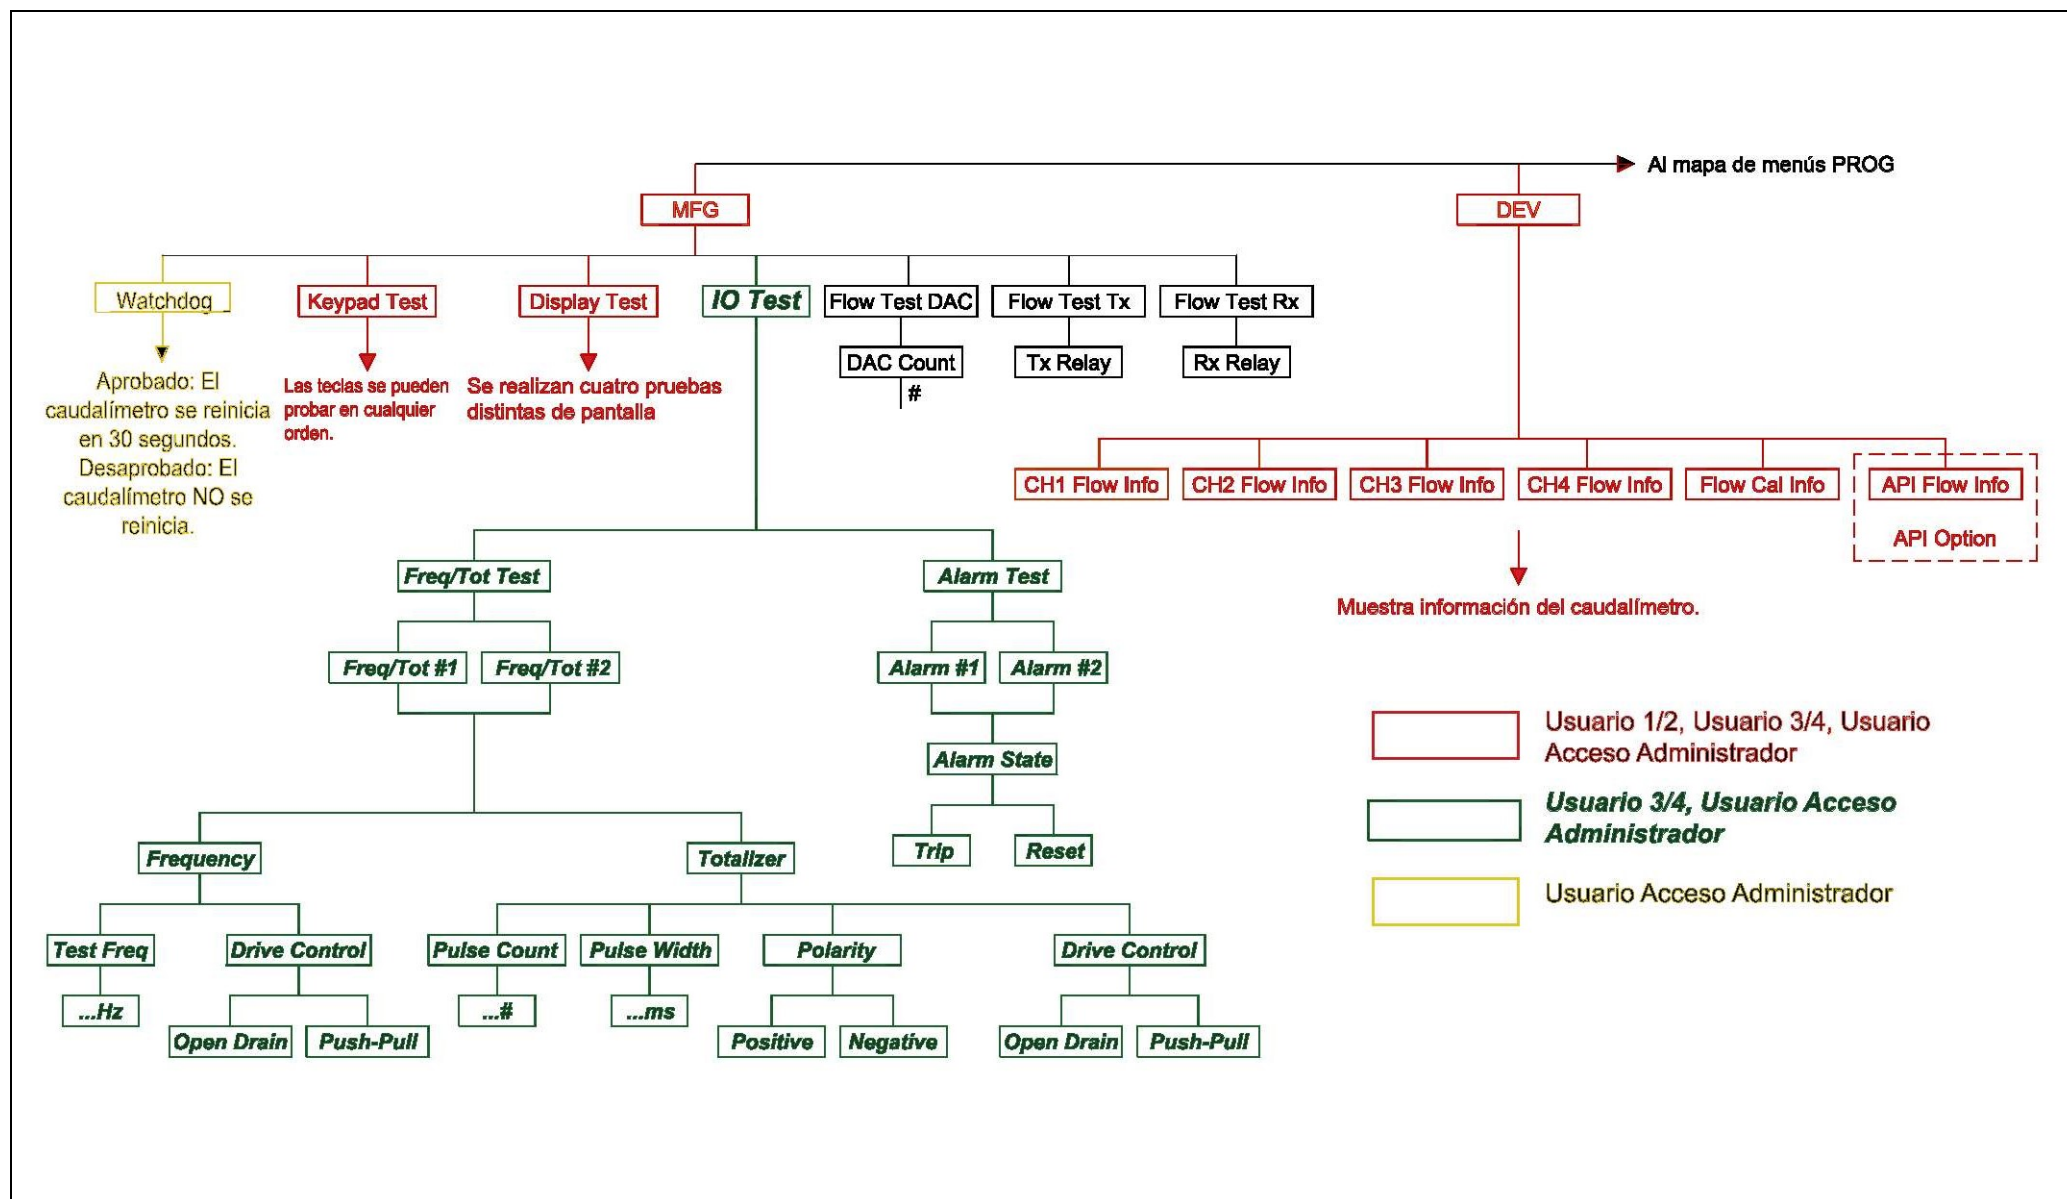 Al mapa de menús PROG
MFG
DEV
Watchdog
Keypad Test
Display Test
IO Test
Flow Test DAC
Flow Test Tx
Flow Test Rx
DAC Count
Tx Relay
Rx Relay
#
Aprobado: El
caudalímetro se reinicia
en 30 segundos.
Desaprobado: El
caudalímetro NO se
reinicia.
Las teclas se pueden
probar en cualquier
orden.
Se realizan cuatro pruebas
distintas de pantalla
CH1 Flow Info
CH2 Flow Info
CH3 Flow Info
CH4 Flow Info
Flow Cal Info
API Flow Info
API Option
Muestra información del caudalímetro.
Freq/Tot Test
Alarm Test
Freq/Tot #1
Freq/Tot #2
Alarm #1
Alarm #2
Alarm State
Trip
Reset
Frequency
Totalizer
Test Freq
Drive Control
Pulse Count
Pulse Width
Polarity
Drive Control
...Hz
Open Drain
Push-Pull
...#
...ms
Positive
Negative
Open Drain
Push-Pull
Usuario 1/2, Usuario 3/4, Usuario
Acceso Administrador
Usuario 3/4, Usuario Acceso
Administrador
Usuario Acceso Administrador